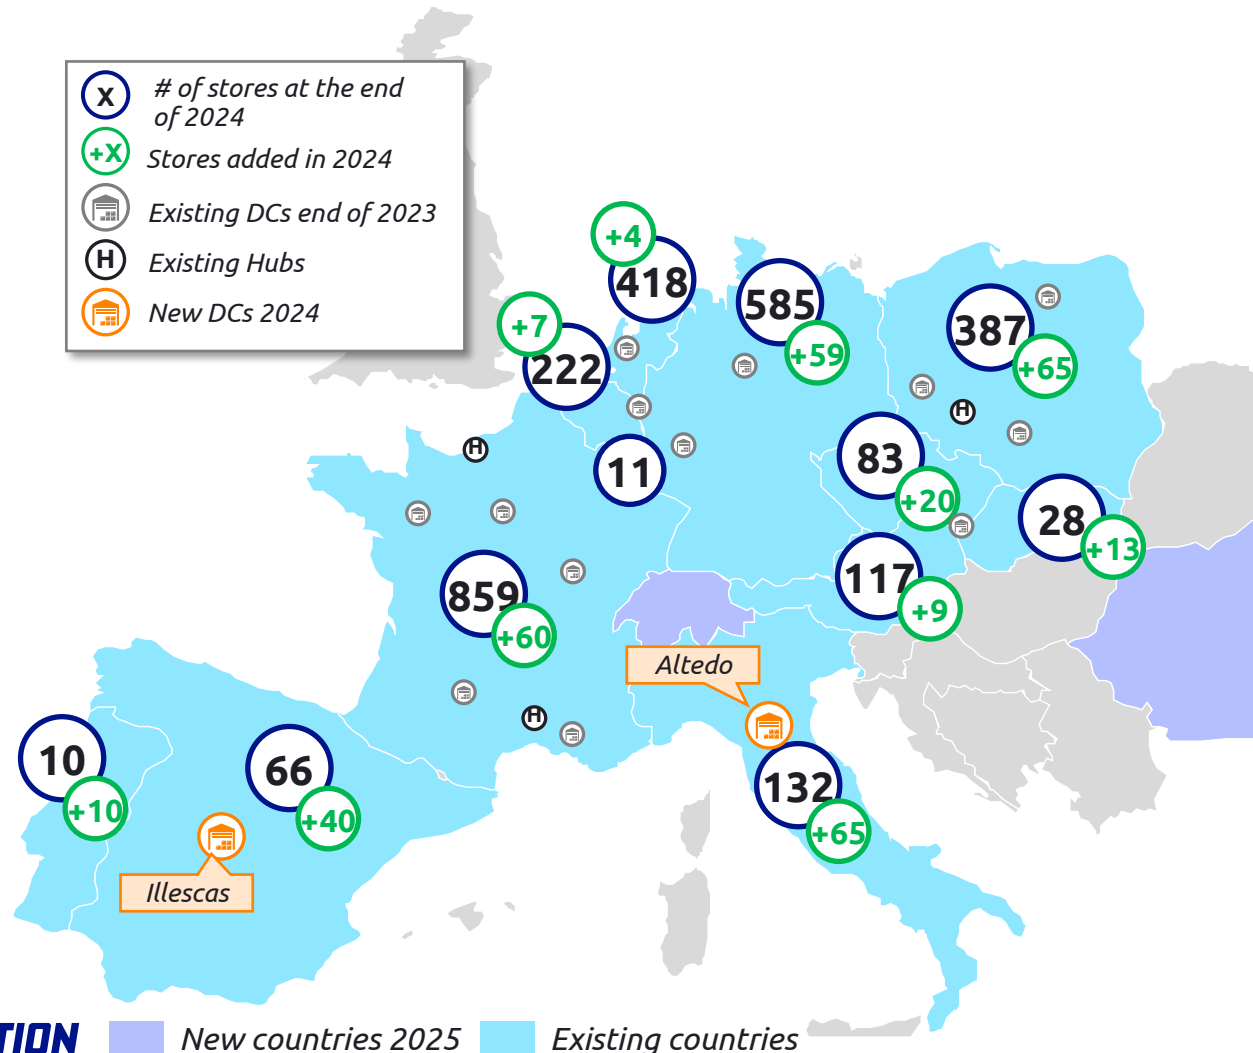 X # of stores at the end
of 2024
+X Stores added in 2024
Existing DCs end of 2023
H Existing Hubs
New DCs 2024
+4
418
585
+59
387
+65
+7
222
H
H
11
83
+20
28
+13
117
+9
859
+60
Altedo
H
10
+10
66
+40
132
+65
Illescas
TION New countries 2025 Existing countries